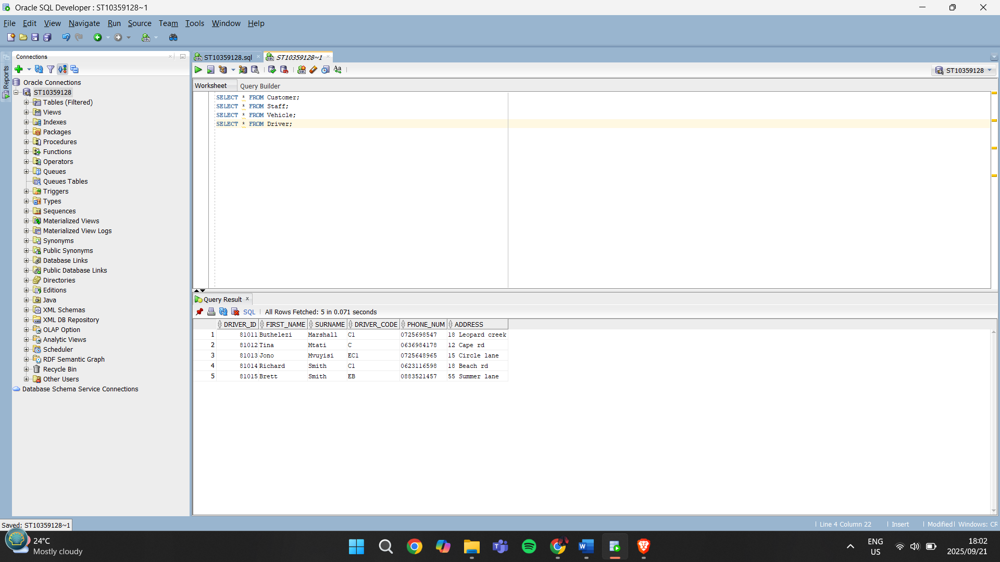 Oracle SQL Developer : ST10359128~1
File Edit View Navigate Run Source Team Tools Window Help
Reports
Connections
Oracle Connections
ST10359128
Tables (Filtered)
Views
Indexes
Packages
Procedures
Functions
Operators
Queues
Queues Tables
Triggers
Types
Sequences
Materialized Views
Materialized View Logs
Synonyms
Public Synonyms
Database Links
Public Database Links
Directories
Editions
Java
XML Schemas
XML DB Repository
OLAP Option
Analytic Views
Scheduler
RDF Semantic Graph
Recycle Bin
Other Users
Database Schema Service Connections
ST10359128.sql ST10359128~1
ST10359128
Worksheet Query Builder
SELECT * FROM Customer;
SELECT * FROM Staff;
SELECT * FROM Vehicle;
SELECT * FROM Driver;
Query Result
SQL All Rows Fetched: 5 in 0.071 seconds
DRIVER_ID FIRST_NAME SURNAME DRIVER_CODE PHONE_NUM ADDRESS
1 81011 Buthelezi Marshall C1 0725698547 18 Leopard creek
2 81012 Tina Mtati C 0636984178 12 Cape rd
3 81013 Jono Mvuyisi EC1 0725648965 15 Circle lane
4 81014 Richard Smith C1 0623116598 18 Beach rd
5 81015 Brett Smith EB 0883521457 55 Summer lane
Saved: ST10359128~1
Line 4 Column 22 Insert Modified Windows: CR
24°C
Mostly cloudy
ENG
US
18:02
2025/09/21